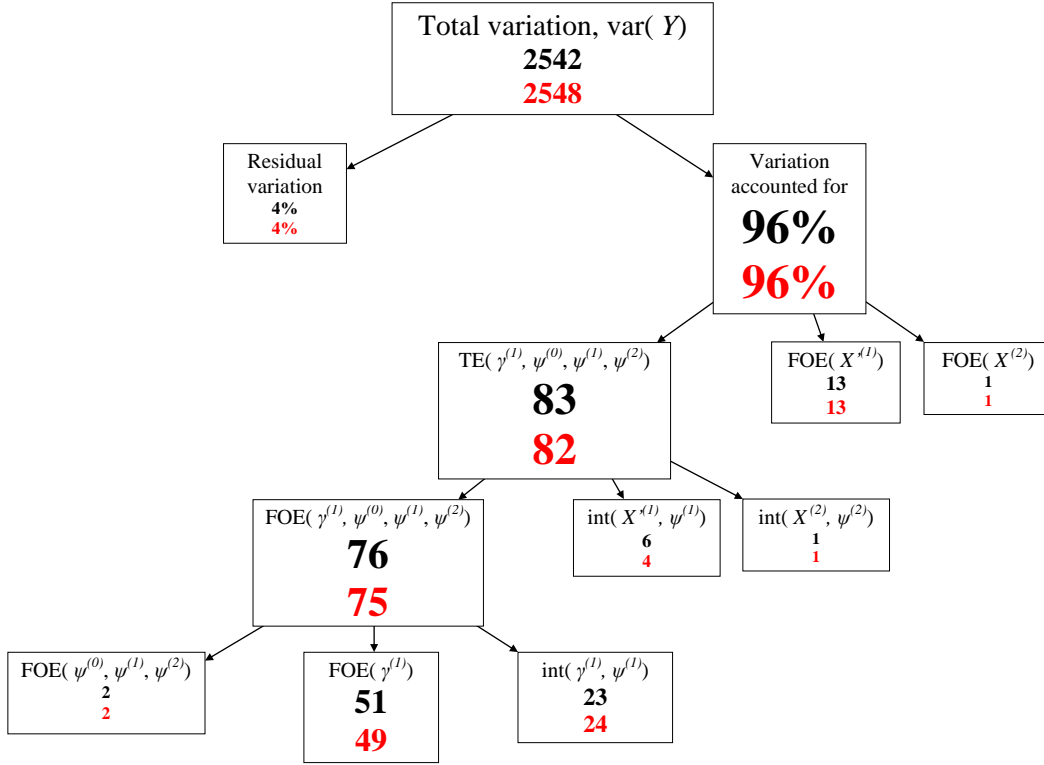 Total variation, var( Y)
2542
2548
Residual
variation
4%
4%
Variation
accounted for
96%
96%
TE( γ⁽¹⁾, ψ⁽⁰⁾, ψ⁽¹⁾, ψ⁽²⁾)
83
82
FOE( X′⁽¹⁾)
13
13
FOE( X⁽²⁾)
1
1
FOE( γ⁽¹⁾, ψ⁽⁰⁾, ψ⁽¹⁾, ψ⁽²⁾)
76
75
int( X′⁽¹⁾, ψ⁽¹⁾)
6
4
int( X⁽²⁾, ψ⁽²⁾)
1
1
FOE( ψ⁽⁰⁾, ψ⁽¹⁾, ψ⁽²⁾)
2
2
FOE( γ⁽¹⁾)
51
49
int( γ⁽¹⁾, ψ⁽¹⁾)
23
24